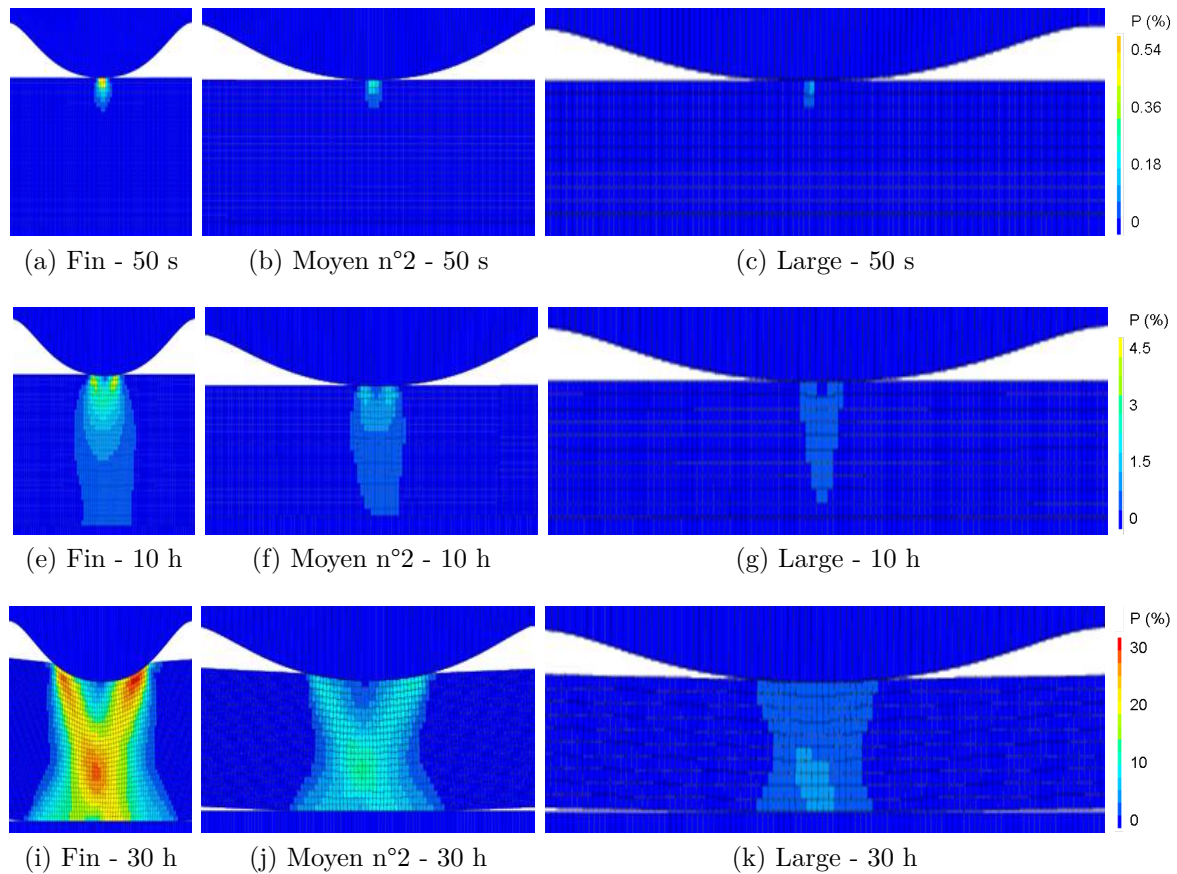 P (%)
0.54
0.36
0.18
0
(a) Fin - 50 s
(b) Moyen n°2 - 50 s
(c) Large - 50 s
P (%)
4.5
3
1.5
0
(e) Fin - 10 h
(f) Moyen n°2 - 10 h
(g) Large - 10 h
P (%)
30
20
10
0
(i) Fin - 30 h
(j) Moyen n°2 - 30 h
(k) Large - 30 h